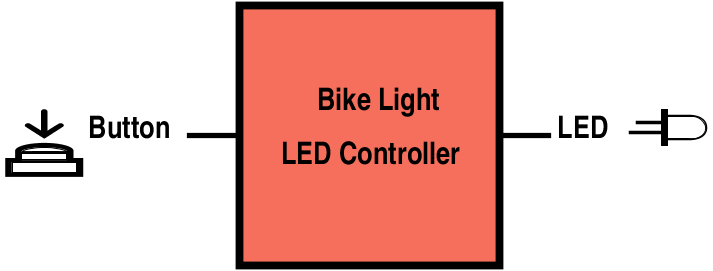 Button
Bike Light
LED Controller
LED